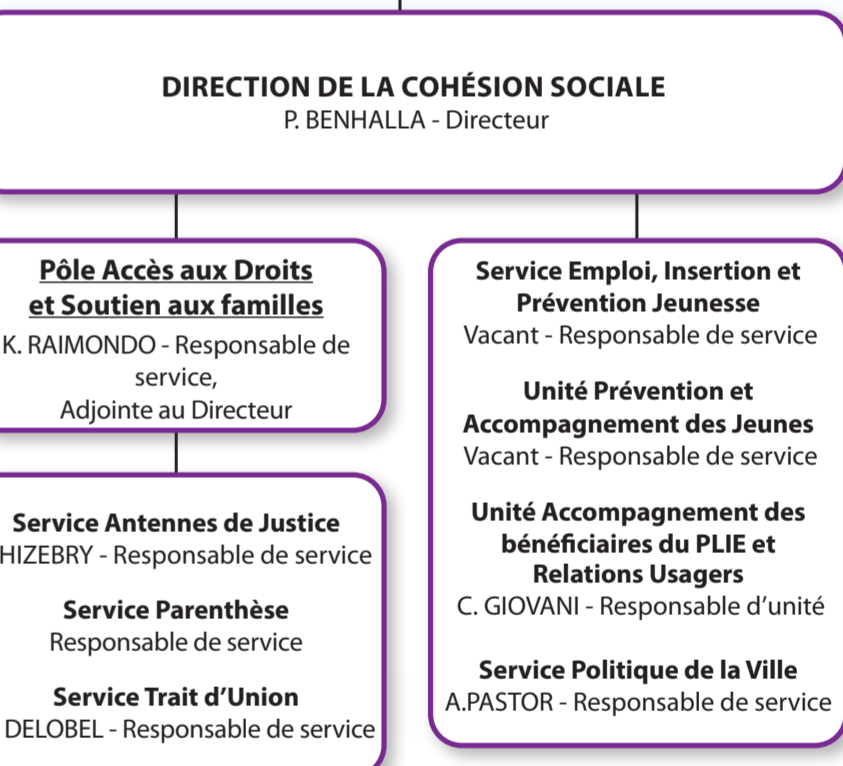 DIRECTION DE LA COHÉSION SOCIALE
P. BENHALLA - Directeur
Pôle Accès aux Droits
et Soutien aux familles
K. RAIMONDO - Responsable de
service,
Adjointe au Directeur
Service Antennes de Justice
HIZEBRY - Responsable de service
Service Parenthèse
Responsable de service
Service Trait d’Union
DELOBEL - Responsable de service
Service Emploi, Insertion et
Prévention Jeunesse
Vacant - Responsable de service
Unité Prévention et
Accompagnement des Jeunes
Vacant - Responsable de service
Unité Accompagnement des
bénéficiaires du PLIE et
Relations Usagers
C. GIOVANI - Responsable d’unité
Service Politique de la Ville
A.PASTOR - Responsable de service